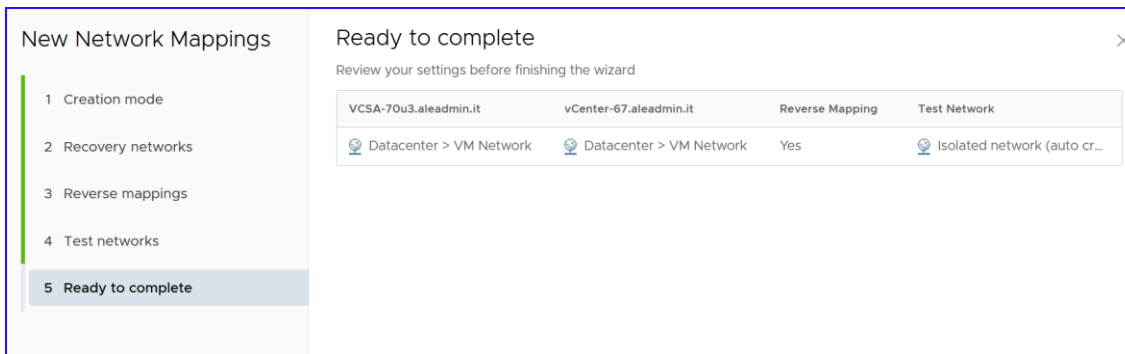 New Network Mappings
1 Creation mode
2 Recovery networks
3 Reverse mappings
4 Test networks
5 Ready to complete
Ready to complete
Review your settings before finishing the wizard
VCSA-70u3.aleadmin.it vCenter-67.aleadmin.it Reverse Mapping Test Network
Datacenter > VM Network Datacenter > VM Network Yes Isolated network (auto cr...